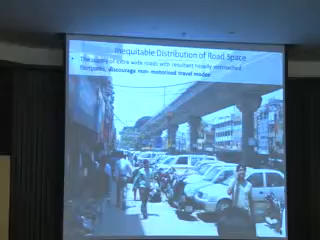 Inequitable Distribution of Road Space
• The supply of extra wide roads with resultant heavily encroached
footpaths, discourage non-motorised travel modes